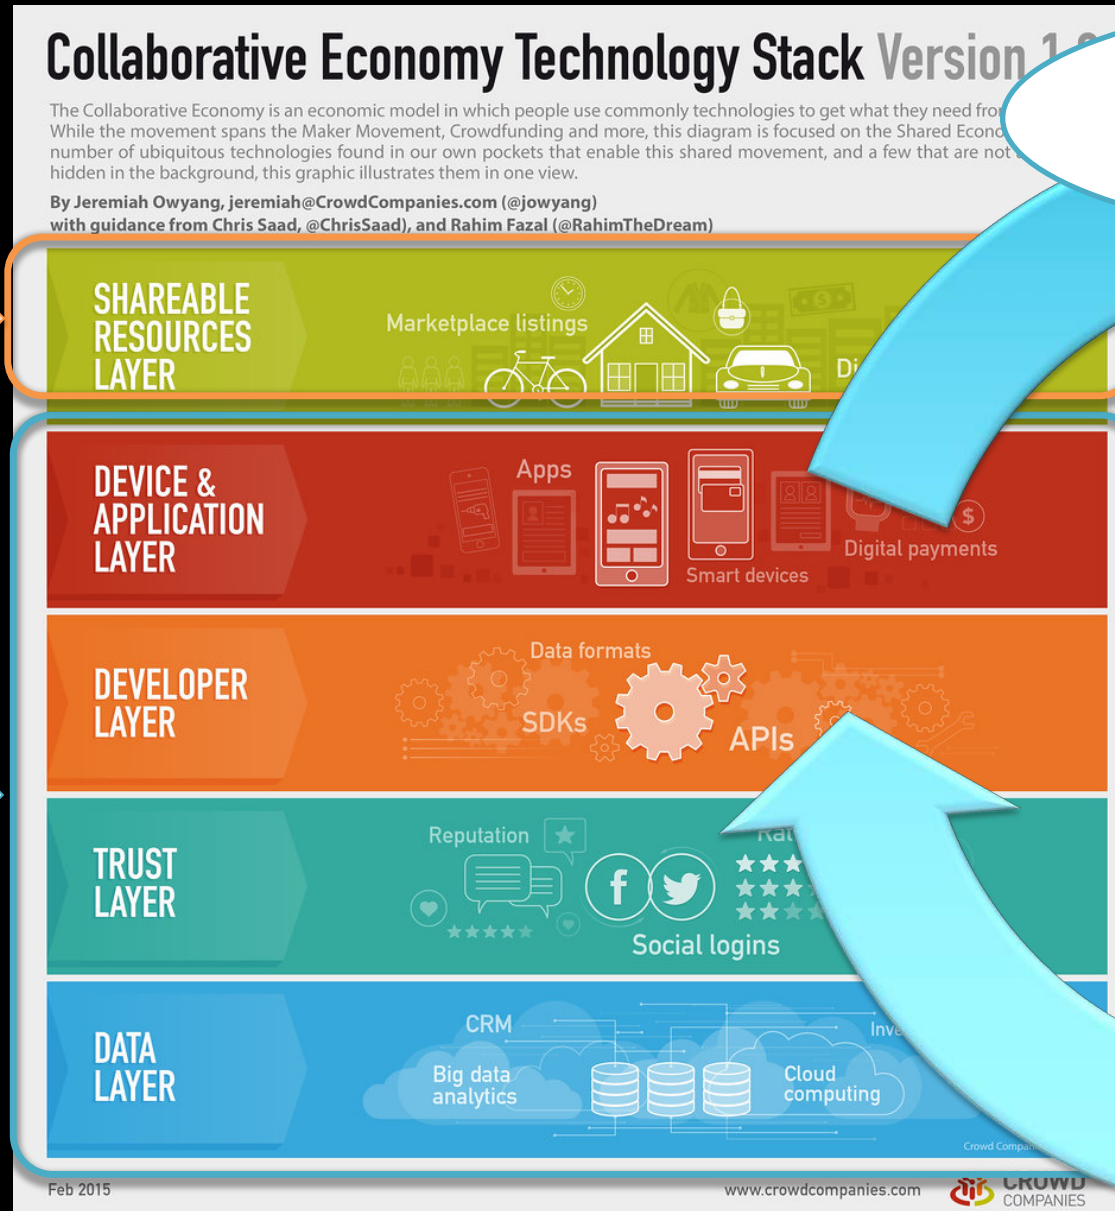 Collaborative Economy Technology Stack Version
The Collaborative Economy is an economic model in which people use commonly technologies to get what they need
While the movement spans the Maker Movement, Crowdfunding and more, this diagram is focused on the Shared
number of ubiquitous technologies found in our own pockets that enable this shared movement, and a few that are not
hidden in the background, this graphic illustrates them in one view.
By Jeremiah Owyang, jeremiah@CrowdCompanies.com (@jowyang)
with guidance from Chris Saad, @ChrisSaad), and Rahim Fazal (@RahimTheDream)
SHAREABLE
RESOURCES
LAYER
Marketplace listings
DEVICE &
APPLICATION
LAYER
Apps
Smart devices
$
Digital payments
DEVELOPER
LAYER
Data formats
SDKs
APIs
TRUST
LAYER
Reputation
f
Social logins
DATA
LAYER
CRM
Big data
analytics
Cloud
computing
Crowd
Feb 2015
www.crowdcompanies.com
CROWD
COMPANIES